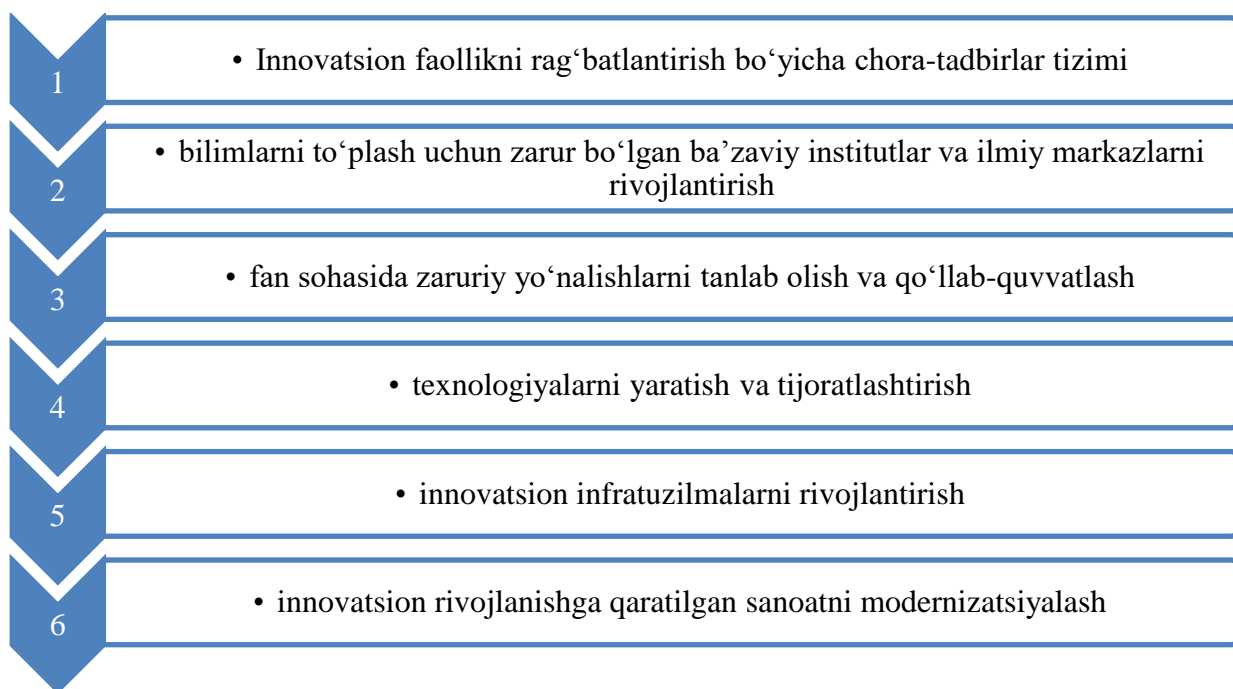 1
• Innovatsion faollikni rag‘batlantirish bo‘yicha chora-tadbirlar tizimi
2
• bilimlarni to‘plash uchun zarur bo‘lgan ba’zaviy institutlar va ilmiy markazlarni
rivojlantirish
3
• fan sohasida zaruriy yo‘nalishlarni tanlab olish va qo‘llab-quvvatlash
4
• texnologiyalarni yaratish va tijoratlashtirish
5
• innovatsion infratuzilmalarni rivojlantirish
6
• innovatsion rivojlanishga qaratilgan sanoatni modernizatsiyalash